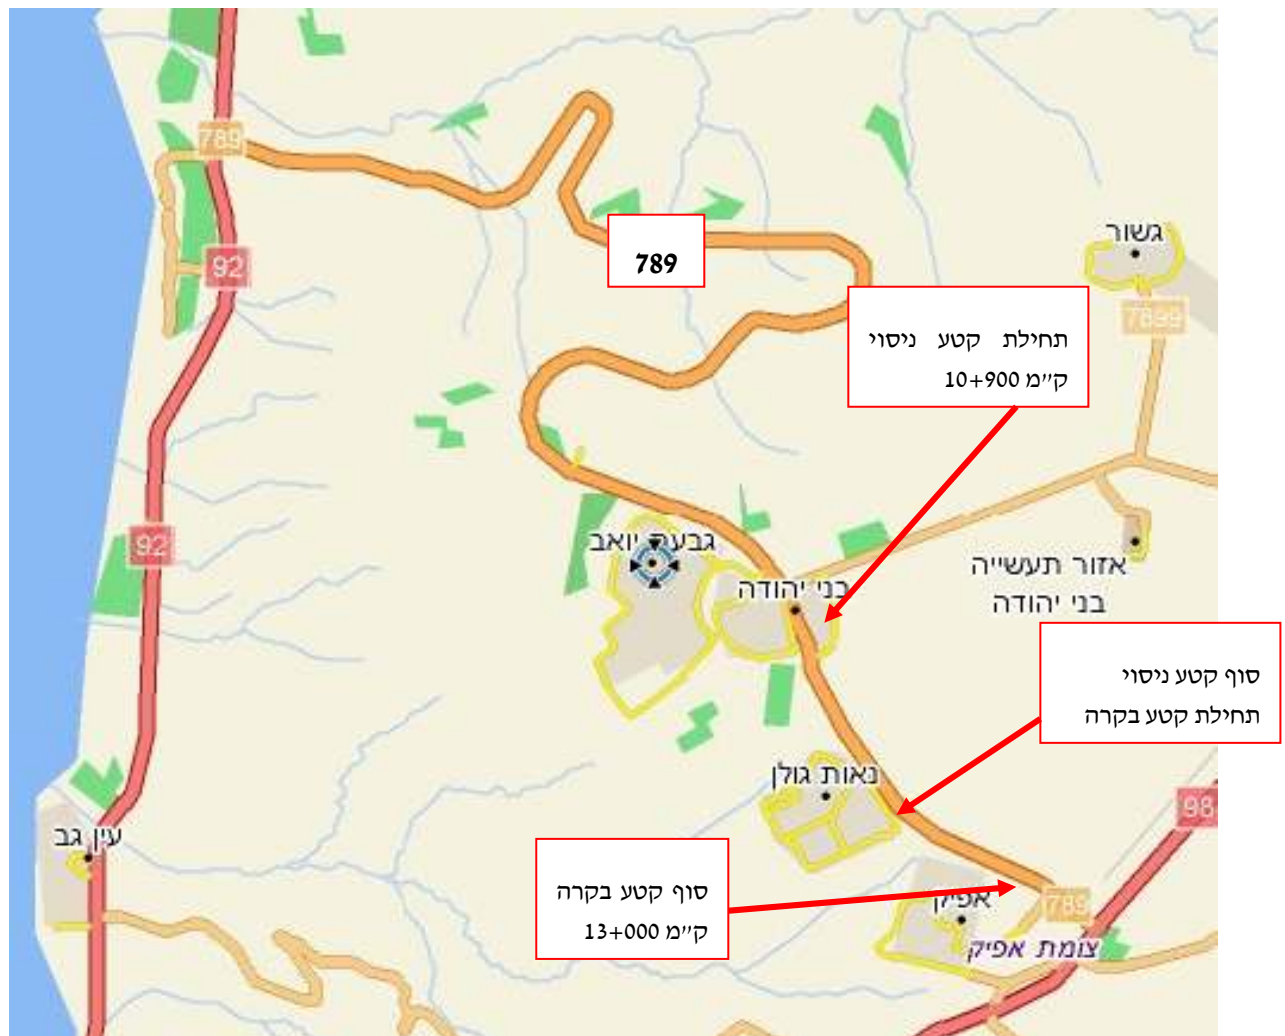 789
גשור
92
789
7899
תחילת קטע ניסוי
ק״מ 10+900
92
גבעת יואב
בני יהודה
אזור תעשייה
בני יהודה
סוף קטע ניסוי
תחילת קטע בקרה
נאות גולן
98
עין גב
סוף קטע בקרה
ק״מ 13+000
אפיק
789
צומת אפיק